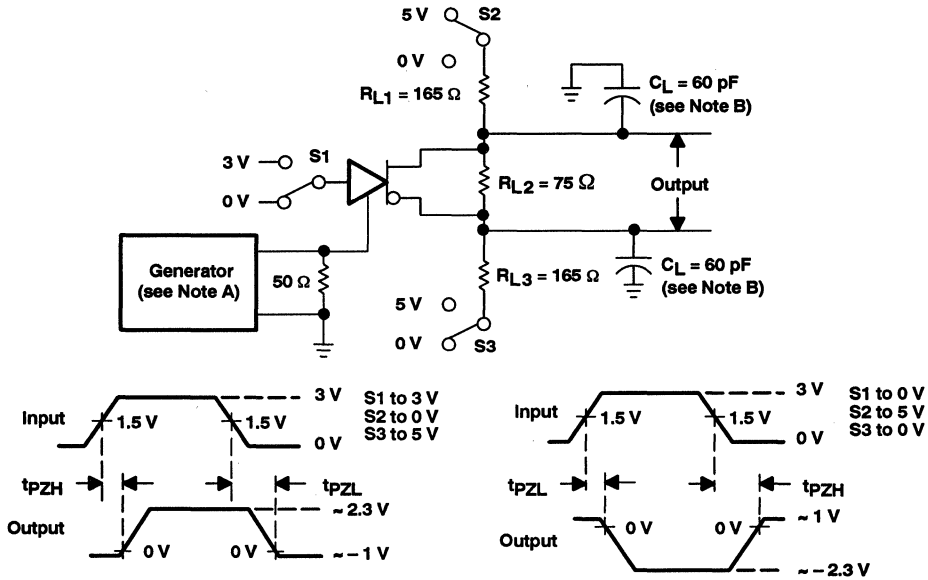 5 V
S2
0 V
RL1 = 165 Ω
CL = 60 pF
(see Note B)
3 V
S1
0 V
RL2 = 75 Ω
Output
Generator
(see Note A)
50 Ω
RL3 = 165 Ω
CL = 60 pF
(see Note B)
5 V
0 V
S3
Input
1.5 V
1.5 V
3 V
0 V
S1 to 3 V
S2 to 0 V
S3 to 5 V
tPZH
tPZL
Output
0 V
0 V
~ 2.3 V
~ – 1 V
Input
1.5 V
1.5 V
3 V
0 V
S1 to 0 V
S2 to 5 V
S3 to 0 V
tPZL
tPZH
Output
0 V
0 V
~ 1 V
~ – 2.3 V